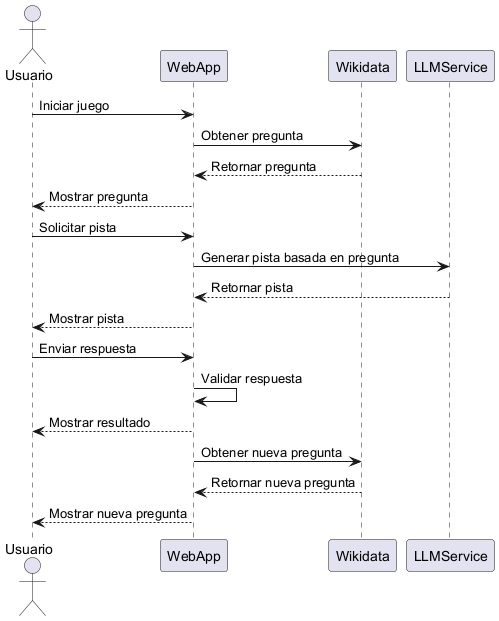 Usuario
WebApp
Wikidata
LLMService
Iniciar juego
Obtener pregunta
Retornar pregunta
Mostrar pregunta
Solicitar pista
Generar pista basada en pregunta
Retornar pista
Mostrar pista
Enviar respuesta
Validar respuesta
Mostrar resultado
Obtener nueva pregunta
Retornar nueva pregunta
Mostrar nueva pregunta
Usuario
WebApp
Wikidata
LLMService